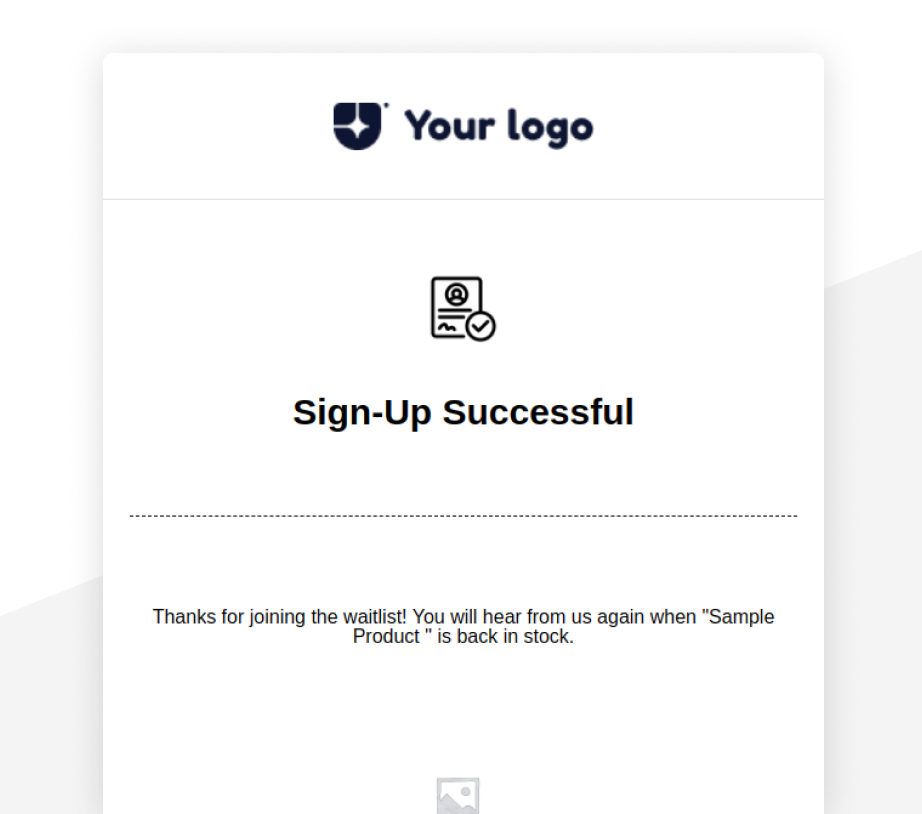 Your logo
Sign-Up Successful
Thanks for joining the waitlist! You will hear from us again when "Sample
Product " is back in stock.